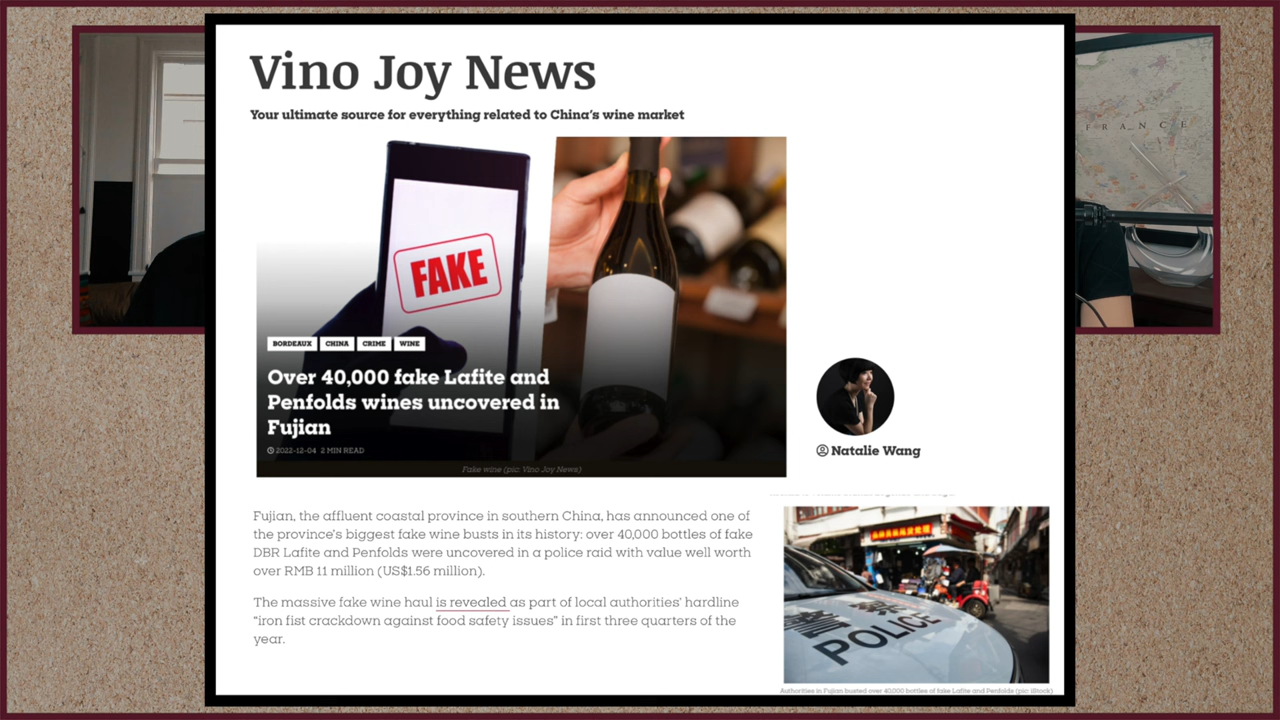 Vino Joy News
Your ultimate source for everything related to China's wine market
FAKE
BORDEAUX CHINA CRIME WINE
Over 40,000 fake Lafite and
Penfolds wines uncovered in
Fujian
2022-12-04 2 MIN READ
Fake wine (pic: Vino Joy News)
FRANCE
Natalie Wang
Fujian, the affluent coastal province in southern China, has announced one of
the province's biggest fake wine busts in its history: over 40,000 bottles of fake
DBR Lafite and Penfolds were uncovered in a police raid with value well worth
over RMB 11 million (US$1.56 million).
The massive fake wine haul is revealed as part of local authorities' hardline
"iron fist crackdown against food safety issues" in first three quarters of the
year.
警察
POLICE
Authorities in Fujian busted over 40,000 bottles of fake Lafite and Penfolds (pic: iStock)